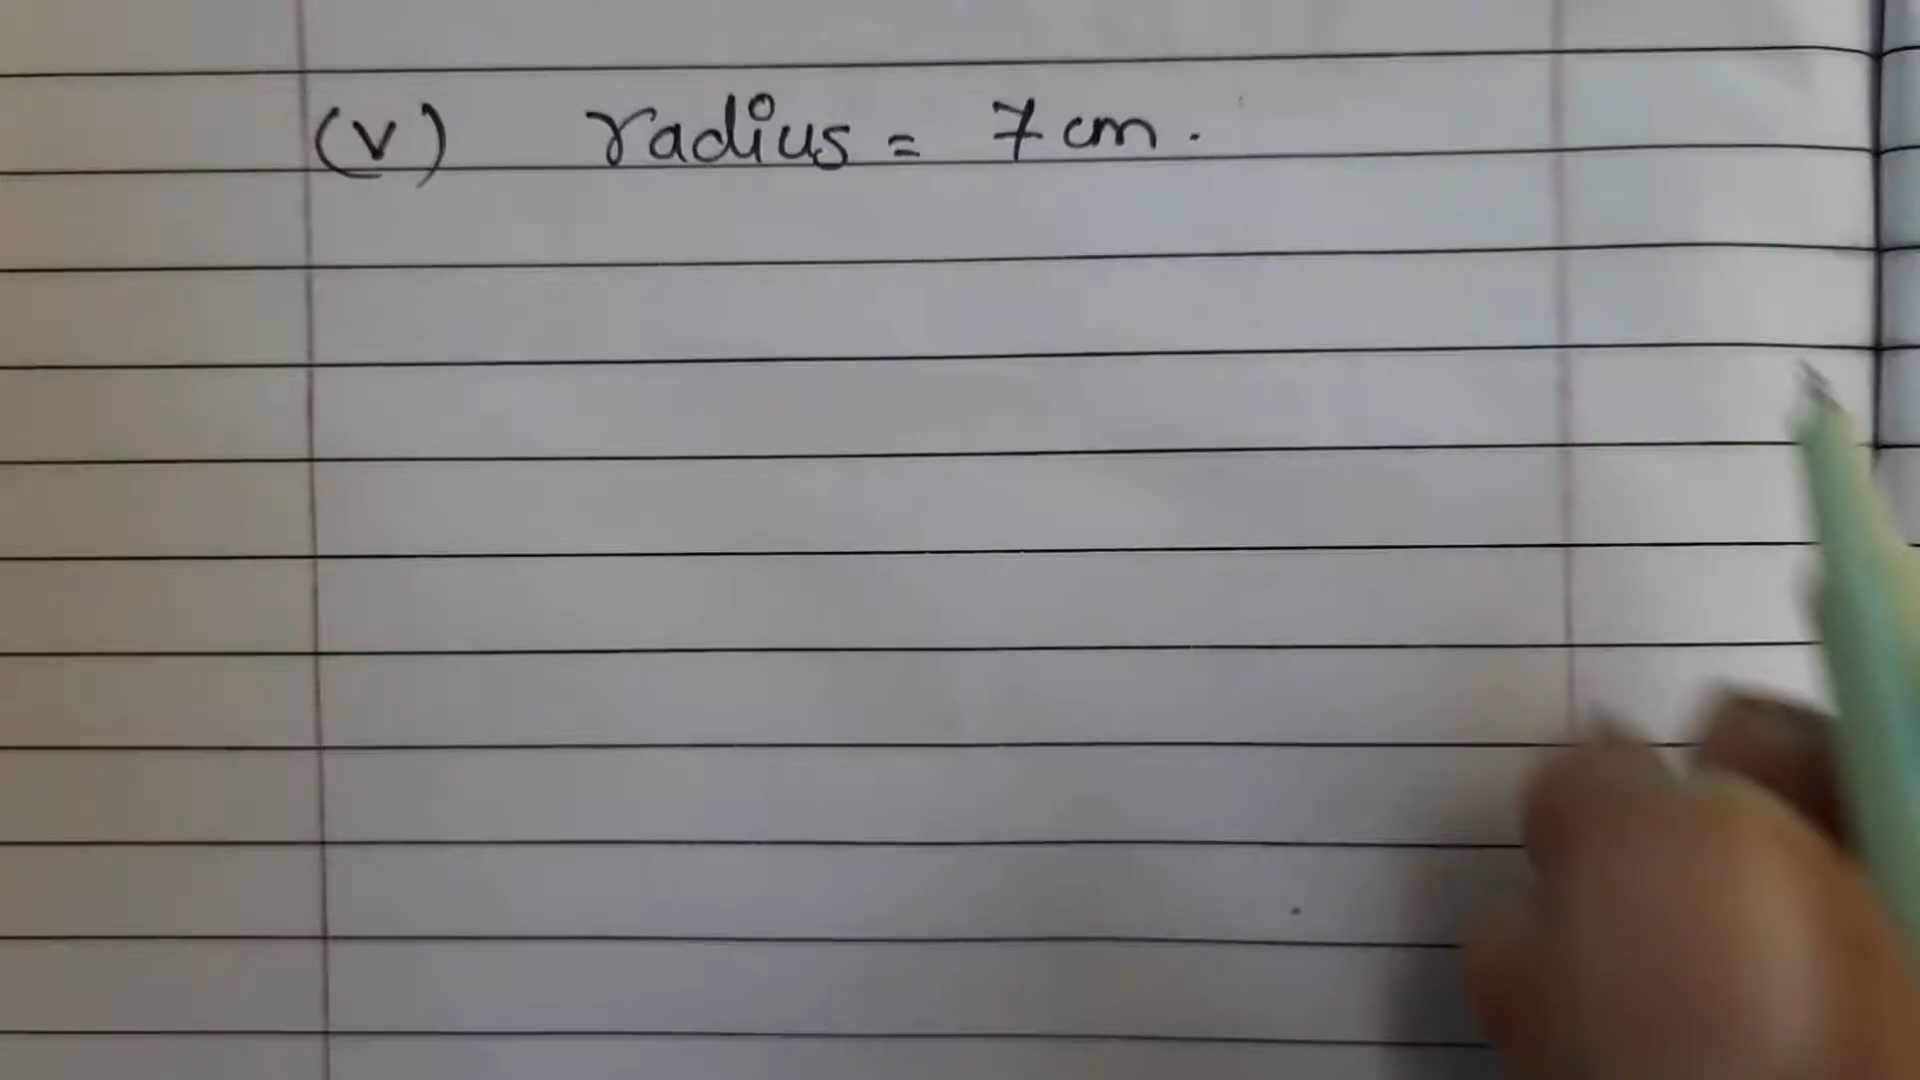 (v) radius = 7 cm.